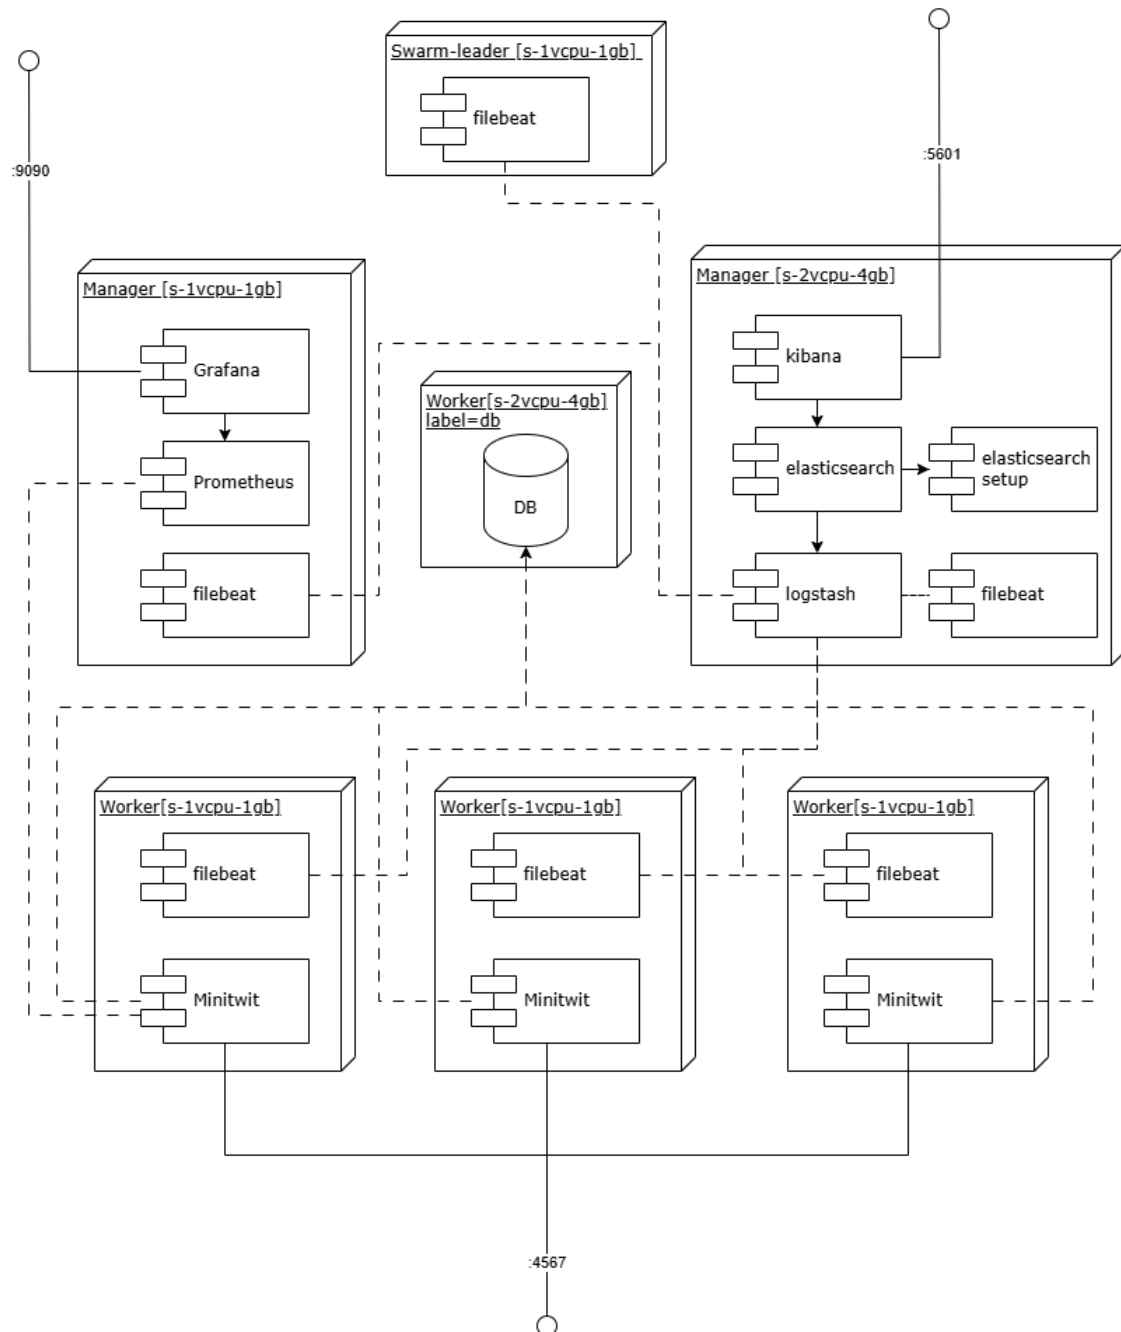 Swarm-leader [s-1vcpu-1gb]
filebeat
:9090
:5601
Manager [s-1vcpu-1gb]
Grafana
Prometheus
filebeat
Worker[s-2vcpu-4gb]
label=db
DB
Manager [s-2vcpu-4gb]
kibana
elasticsearch
elasticsearch
setup
logstash
filebeat
Worker[s-1vcpu-1gb]
filebeat
Minitwit
Worker[s-1vcpu-1gb]
filebeat
Minitwit
Worker[s-1vcpu-1gb]
filebeat
Minitwit
:4567